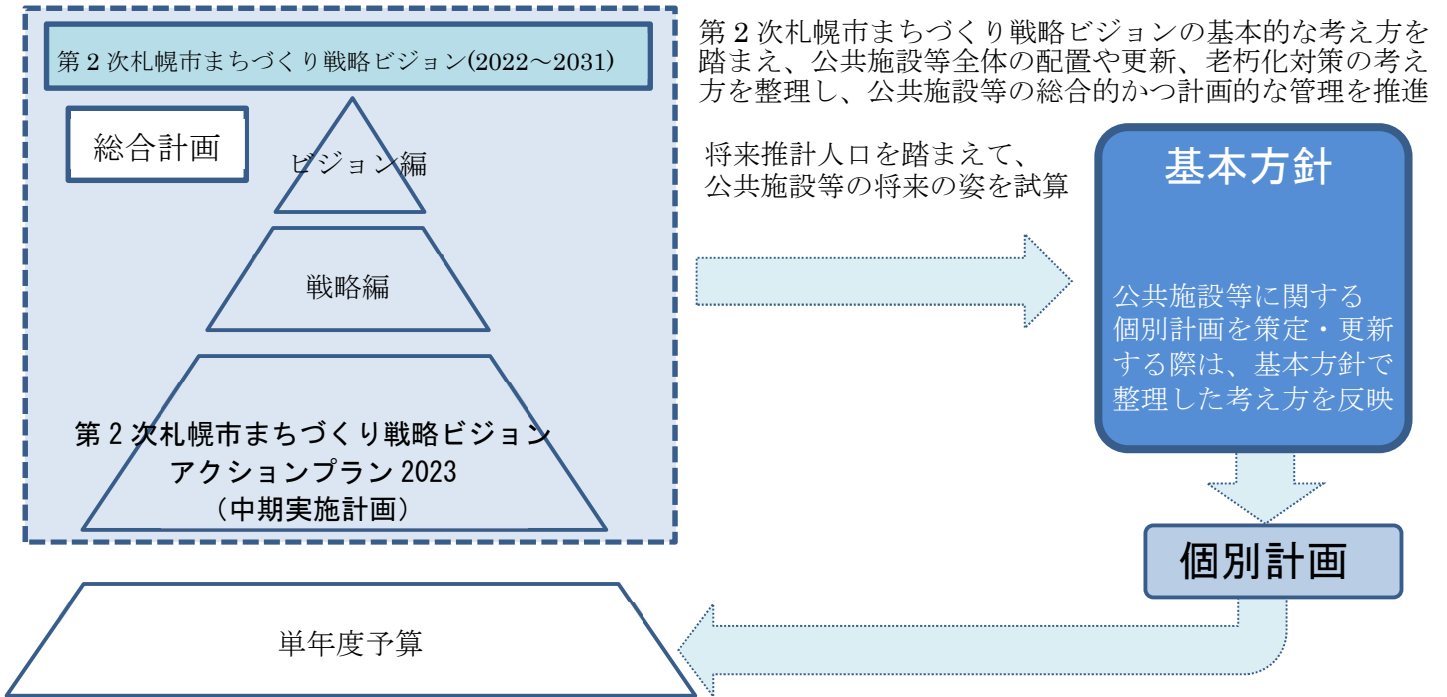 第２次札幌市まちづくり戦略ビジョン(2022～2031)
総合計画
ビジョン編
戦略編
第２次札幌市まちづくり戦略ビジョン
アクションプラン 2023
（中期実施計画）
単年度予算
第２次札幌市まちづくり戦略ビジョンの基本的な考え方を
踏まえ、公共施設等全体の配置や更新、老朽化対策の考え
方を整理し、公共施設等の総合的かつ計画的な管理を推進
将来推計人口を踏まえて、
公共施設等の将来の姿を試算
基本方針
公共施設等に関する
個別計画を策定・更新
する際は、基本方針で
整理した考え方を反映
個別計画